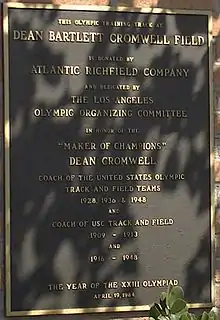 THIS OLYMPIC TRAINING TRACK AT
DEAN BARTLETT CROMWELL FIELD
IS DONATED BY
ATLANTIC RICHFIELD COMPANY
AND DEDICATED BY
THE LOS ANGELES
OLYMPIC ORGANIZING COMMITTEE
IN HONOR OF THE
"MAKER OF CHAMPIONS"
DEAN CROMWELL
COACH OF THE UNITED STATES OLYMPIC
TRACK AND FIELD TEAMS
1928, 1936 & 1948
AND
COACH OF USC TRACK AND FIELD
1909 - 1913
AND
1916 - 1948
THE YEAR OF THE XXIII OLYMPIAD
APRIL 19, 1984